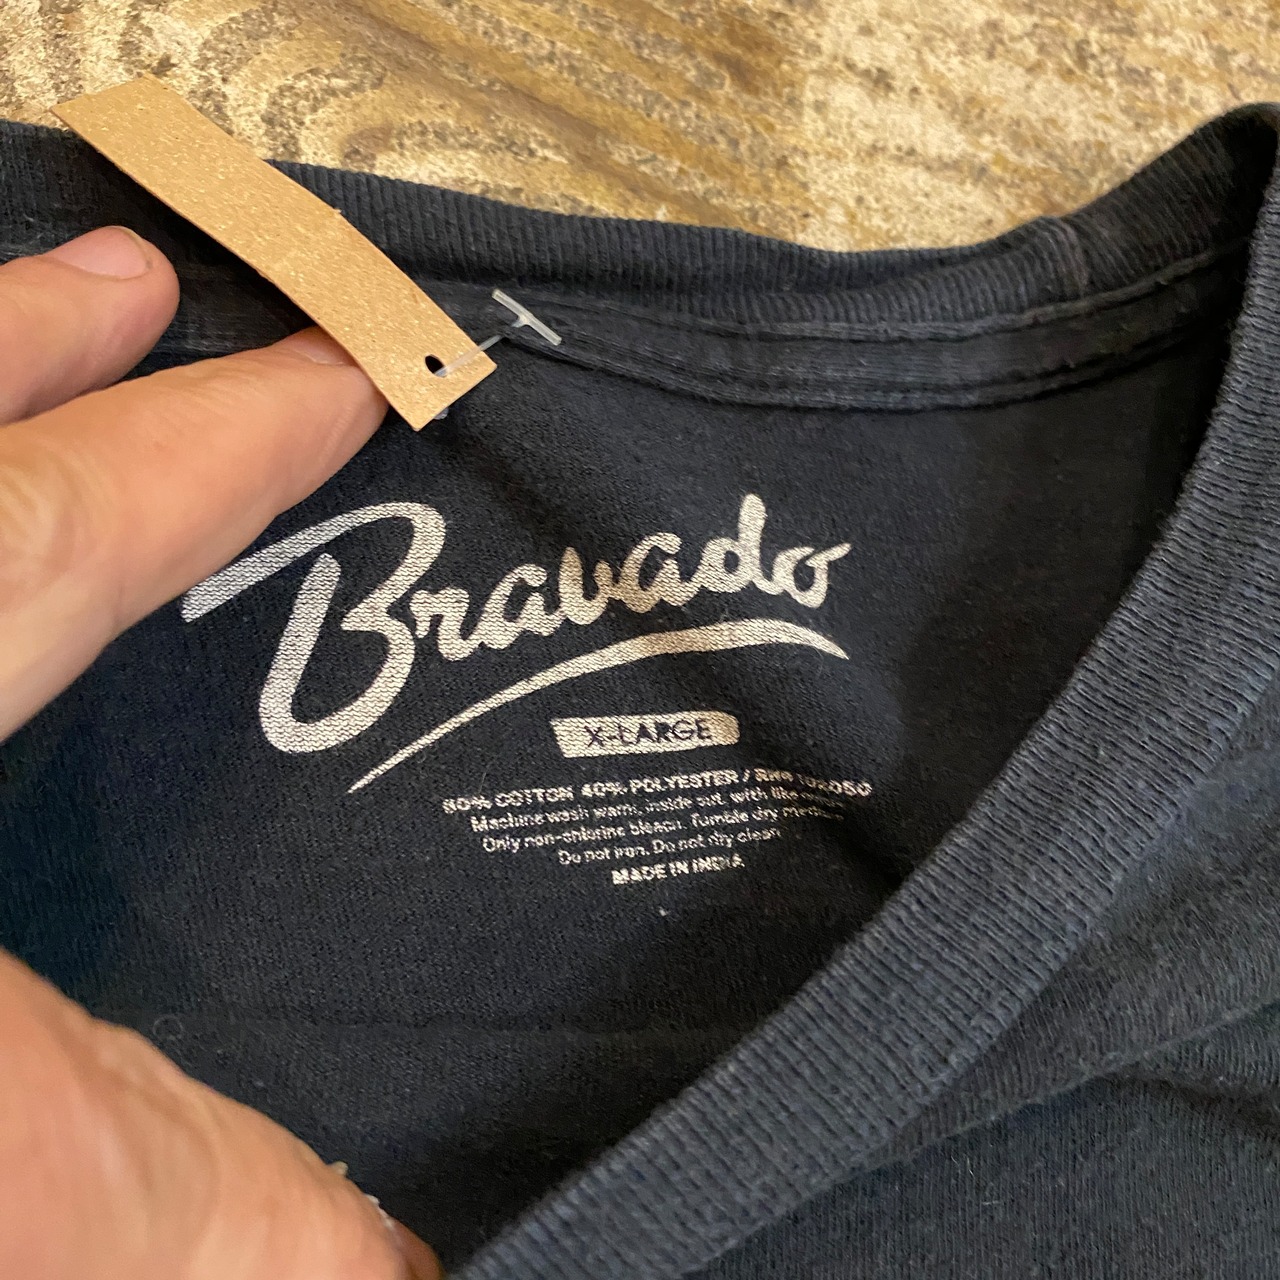 Bravado
X-LARGE
60% COTTON 40% POLYESTER / RN#
Machine wash warm, inside out, with like
Only non-chlorine bleach. Tumble dry medium
Do not iron. Do not dry clean
MADE IN INDIA